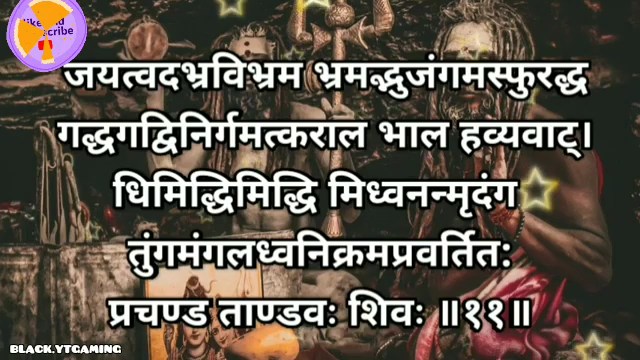 जयत्वदभ्रविभ्रम भ्रमद्भुजंगमस्फुरद्ध
गद्धगद्विनिर्गमत्कराल भाल हव्यवाट्।
धिमिद्धिमिद्धि मिध्वनन्मृदंग
तुंगमंगलध्वनिक्रमप्रवर्तित:
प्रचण्ड ताण्डवः शिवः ॥११॥
BLACK.YTGAMING